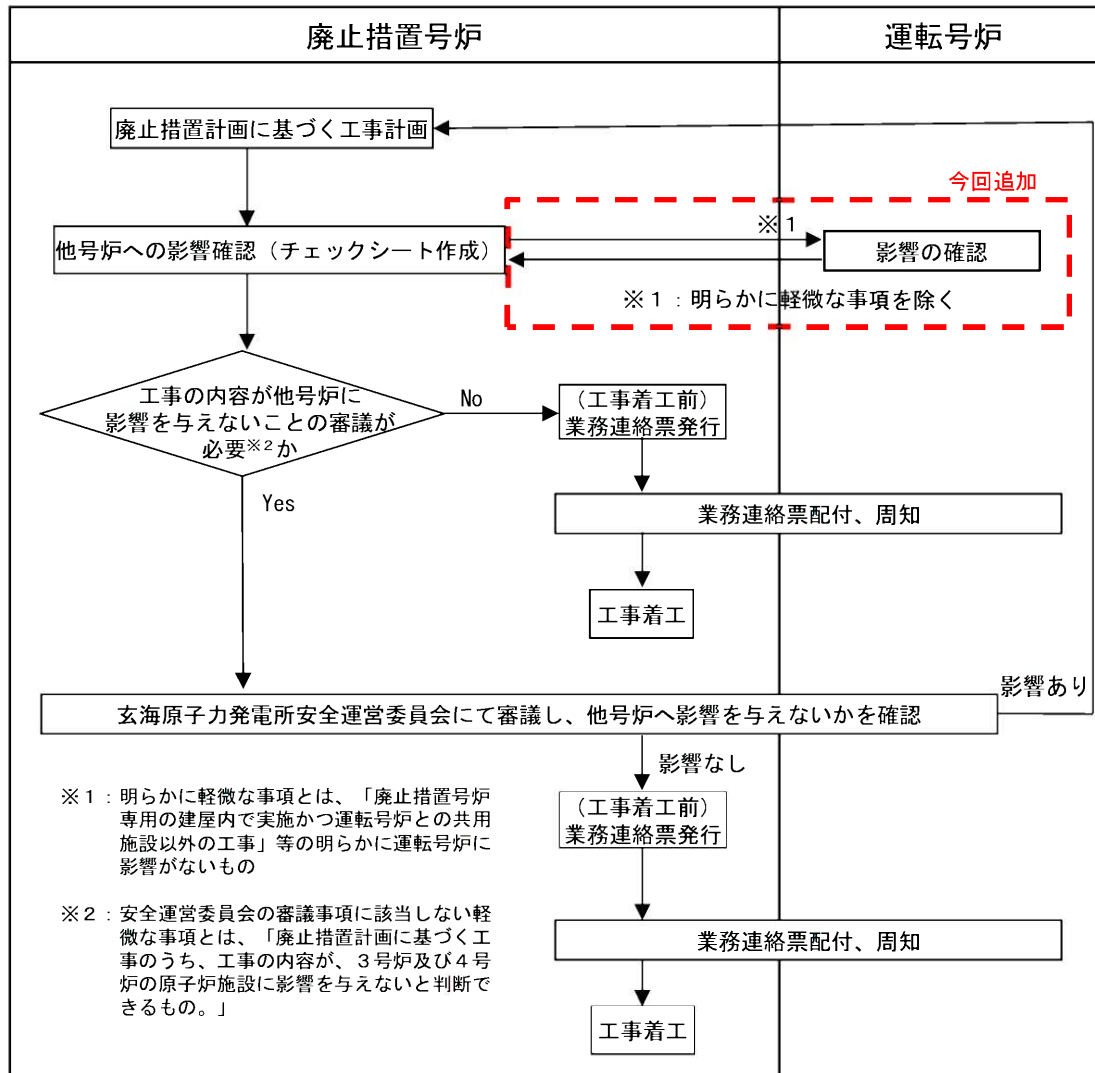 廃止措置号炉
運転号炉
廃止措置計画に基づく工事計画
今回追加
他号炉への影響確認（チェックシート作成）
※１
影響の確認
※１：明らかに軽微な事項を除く
工事の内容が他号炉に
影響を与えないことの審議が
必要※２か
No
（工事着工前）
業務連絡票発行
Yes
業務連絡票配付、周知
工事着工
影響あり
玄海原子力発電所安全運営委員会にて審議し、他号炉へ影響を与えないかを確認
影響なし
※１：明らかに軽微な事項とは、「廃止措置号炉
専用の建屋内で実施かつ運転号炉との共用
施設以外の工事」等の明らかに運転号炉に
影響がないもの
（工事着工前）
業務連絡票発行
※２：安全運営委員会の審議事項に該当しない軽
微な事項とは、「廃止措置計画に基づく工
事のうち、工事の内容が、３号炉及び４号
炉の原子炉施設に影響を与えないと判断で
きるもの。」
業務連絡票配付、周知
工事着工